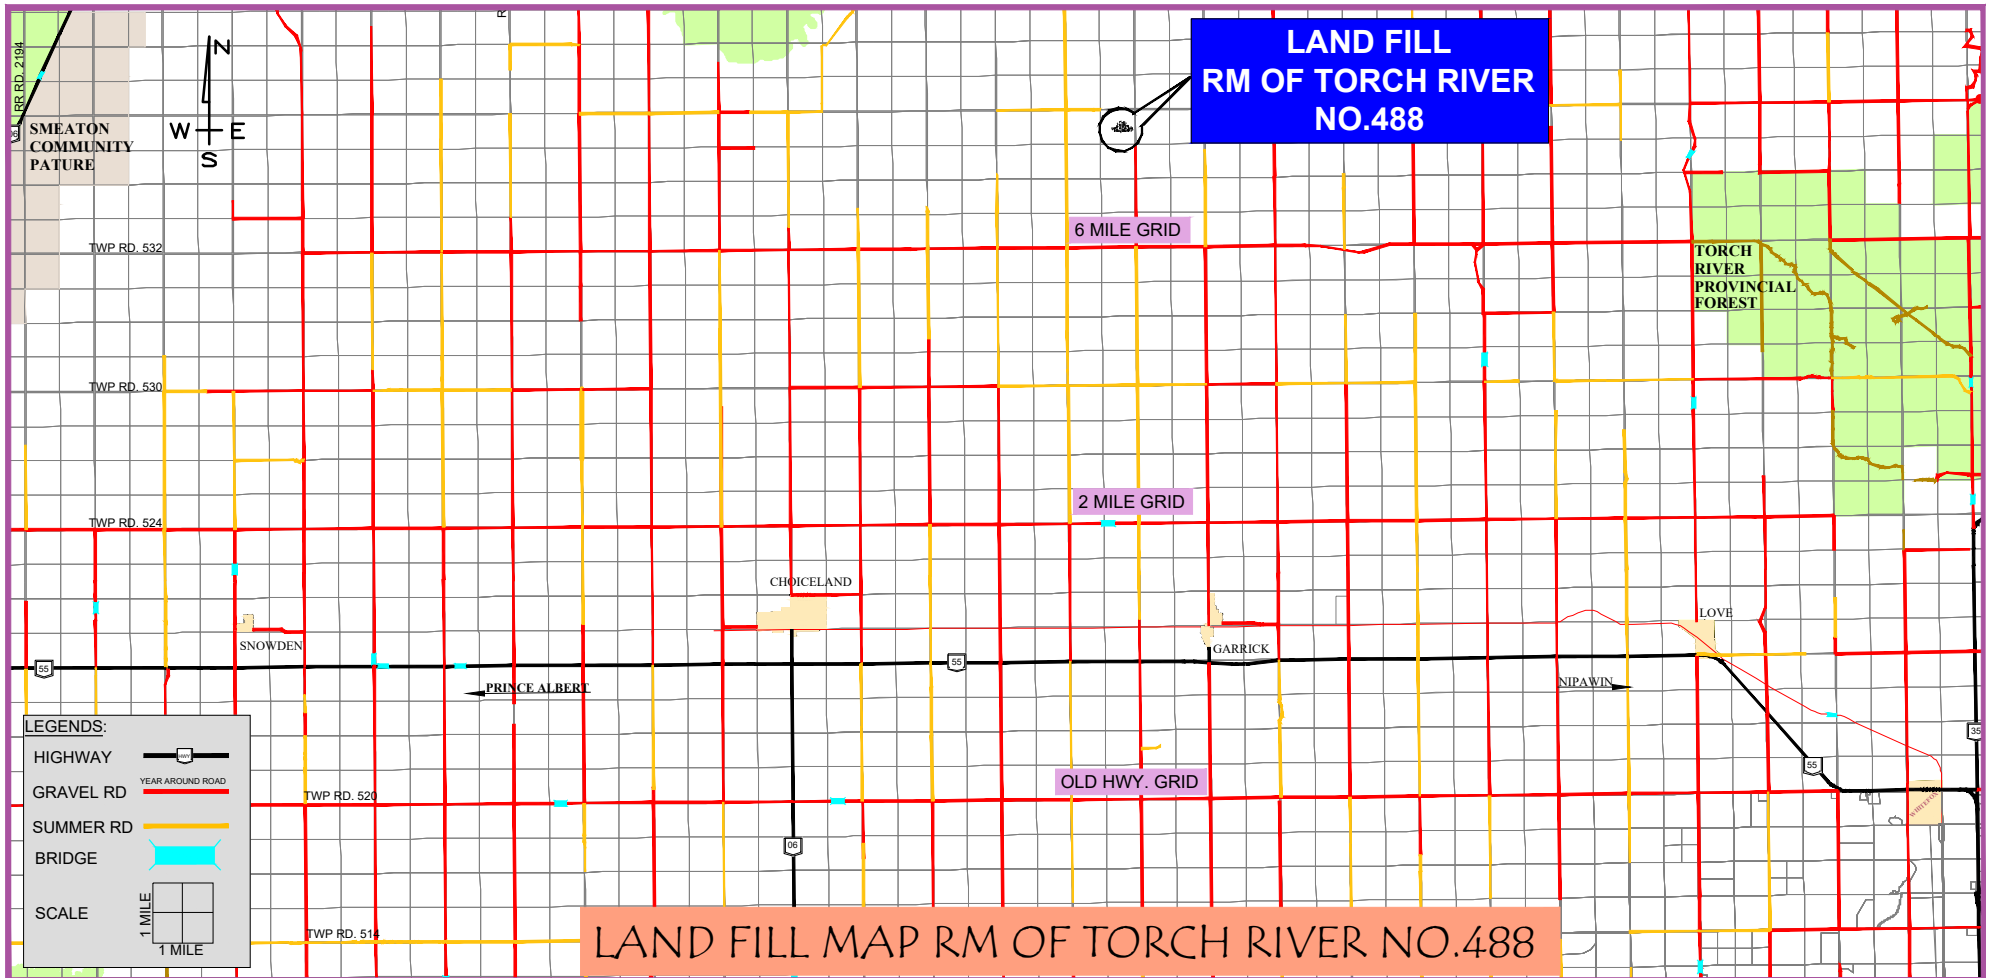 R
RR RD. 2194
N
W E
S
06
SMEATON
COMMUNITY
PATURE
LAND FILL
RM OF TORCH RIVER
NO.488
TWP RD. 532
6 MILE GRID
TORCH
RIVER
PROVINCIAL
FOREST
TWP RD. 530
2 MILE GRID
TWP RD. 524
CHOICELAND
LOVE
SNOWDEN
GARRICK
55
55
PRINCE ALBERT
NIPAWIN
35
55
OLD HWY. GRID
TWP RD. 520
WHITEFOX
06
TWP RD. 514
LEGENDS:
HIGHWAY
HWY
YEAR AROUND ROAD
GRAVEL RD
SUMMER RD
BRIDGE
SCALE
1 MILE
1 MILE
LAND FILL MAP RM OF TORCH RIVER NO.488